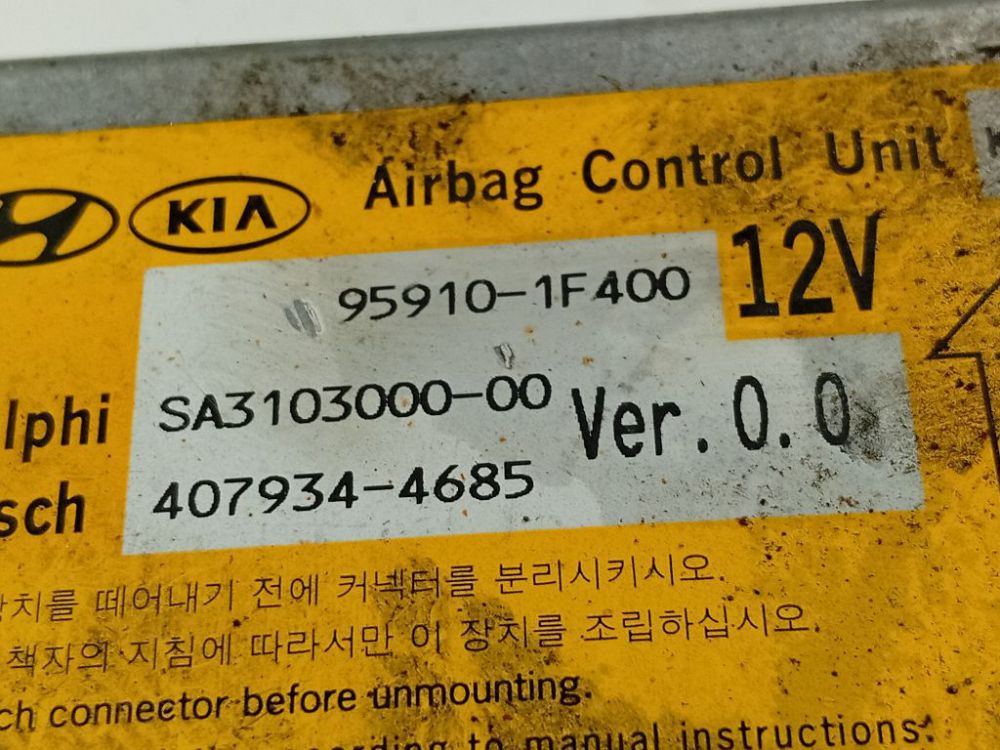 KIA Airbag Control Unit
95910-1F400 12V
lphi SA3103000-00 Ver.0.0
sch 407934-4685
장치를 떼어내기 전에 커넥터를 분리시키시오.
책자의 지침에 따라서만 이 장치를 조립하십시오.
ch connector before unmounting.
to manual instructions.